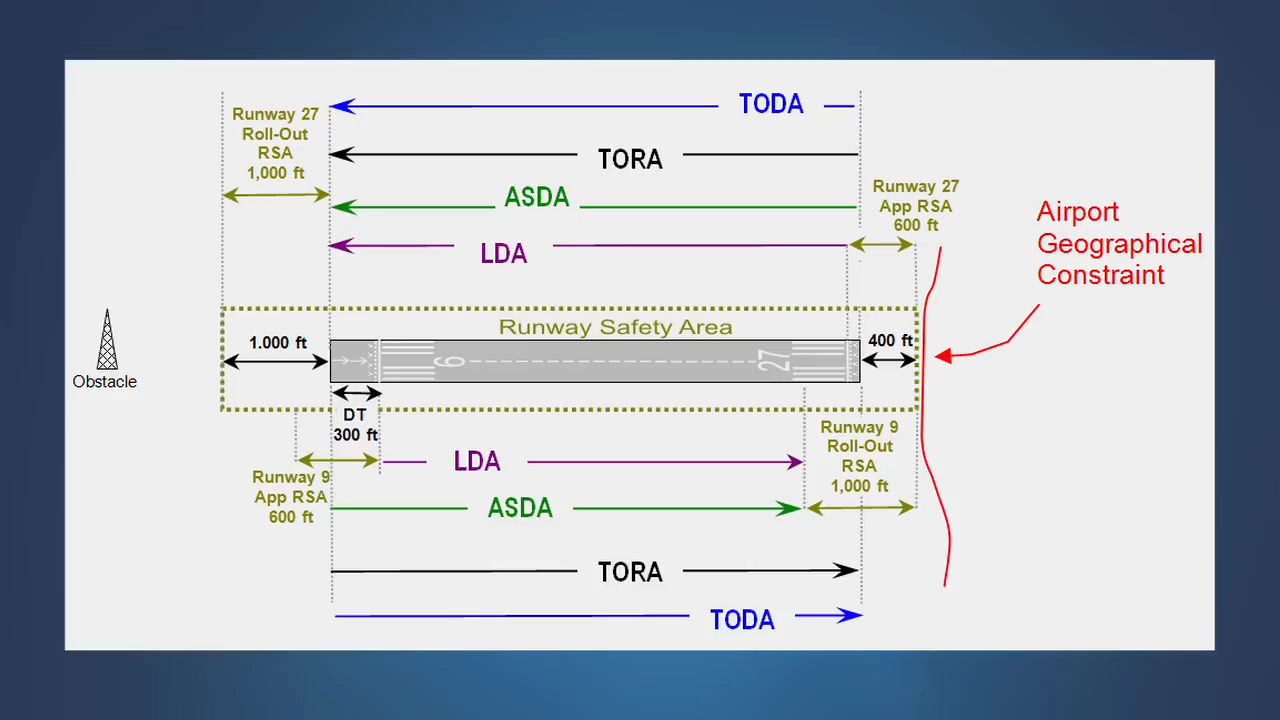 TODA
Runway 27
Roll-Out
RSA
1,000 ft
TORA
ASDA
Runway 27
App RSA
600 ft
LDA
Airport
Geographical
Constraint
Runway Safety Area
1.000 ft
9
27
400 ft
Obstacle
DT
300 ft
Runway 9
Roll-Out
RSA
1,000 ft
LDA
Runway 9
App RSA
600 ft
ASDA
TORA
TODA